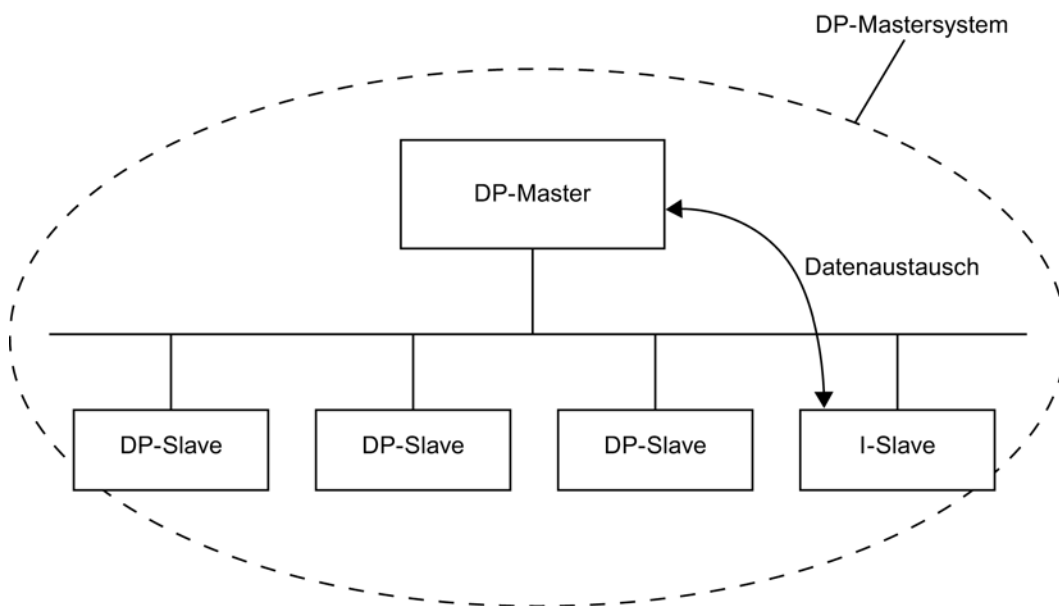 DP-Mastersystem
DP-Master
Datenaustausch
DP-Slave
DP-Slave
DP-Slave
I-Slave